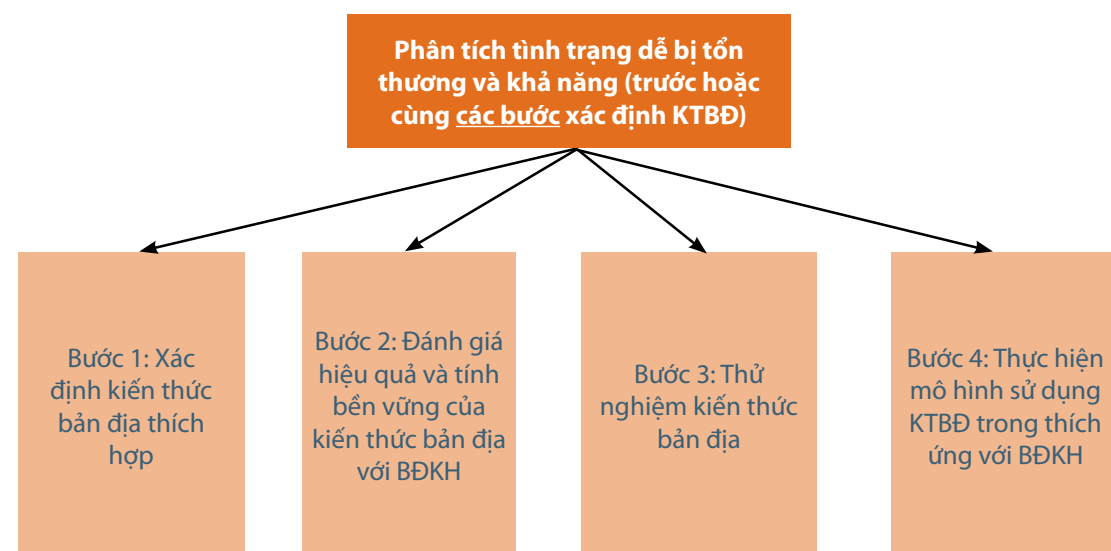 Phân tích tình trạng dễ bị tổn
thương và khả năng (trước hoặc
cùng các bước xác định KTBĐ)
Bước 1: Xác
định kiến thức
bản địa thích
hợp
Bước 2: Đánh giá
hiệu quả và tính
bền vững của
kiến thức bản địa
với BĐKH
Bước 3: Thử
nghiệm kiến thức
bản địa
Bước 4: Thực hiện
mô hình sử dụng
KTBĐ trong thích
ứng với BĐKH